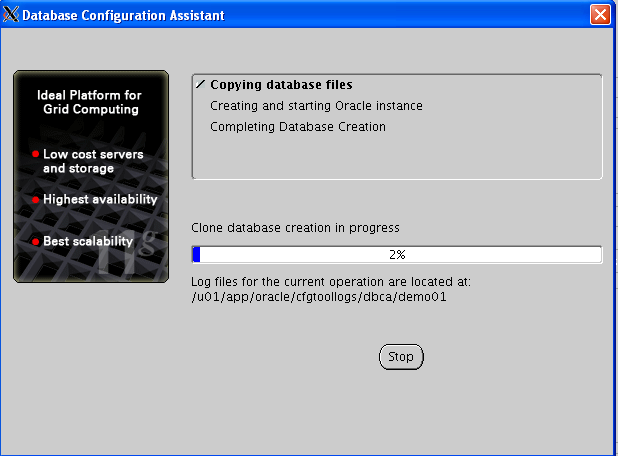 Database Configuration Assistant
Ideal Platform for
Grid Computing
Low cost servers
and storage
Highest availability
Best scalability
11g
Copying database files
Creating and starting Oracle instance
Completing Database Creation
Clone database creation in progress
2%
Log files for the current operation are located at:
/u01/app/oracle/cfgtoollogs/dbca/demo01
Stop